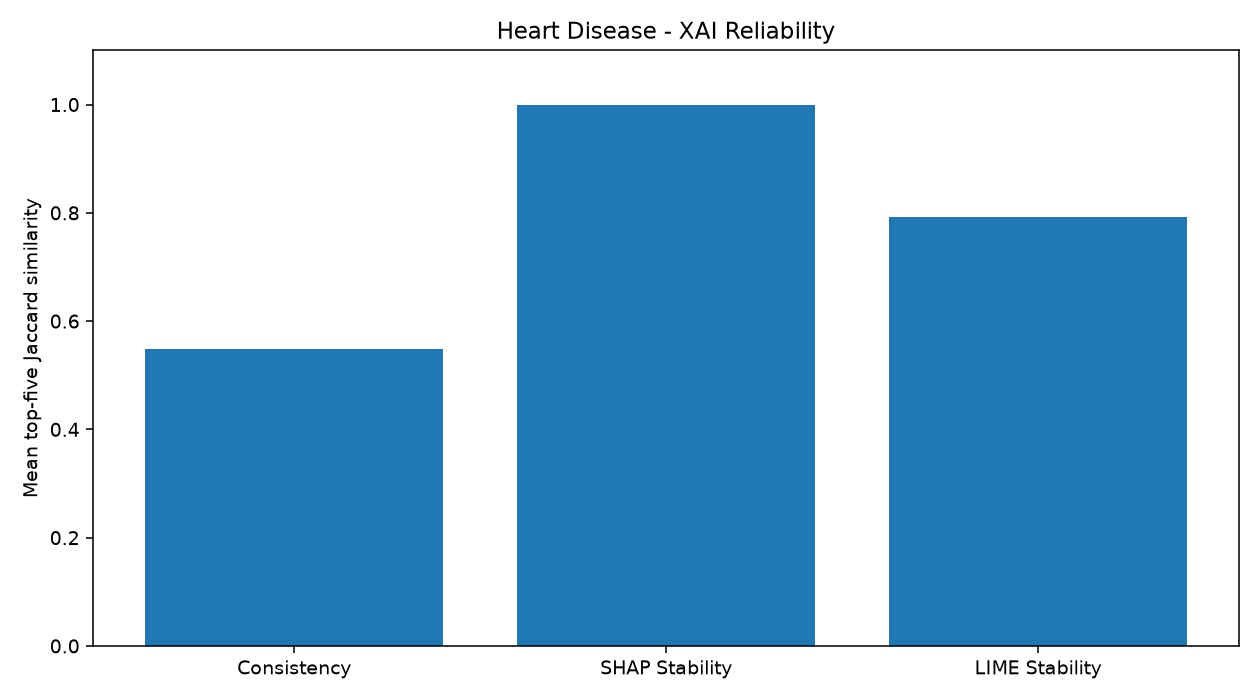 Heart Disease - XAI Reliability
Mean top-five Jaccard similarity
1.0
0.8
0.6
0.4
0.2
0.0
Consistency
SHAP Stability
LIME Stability